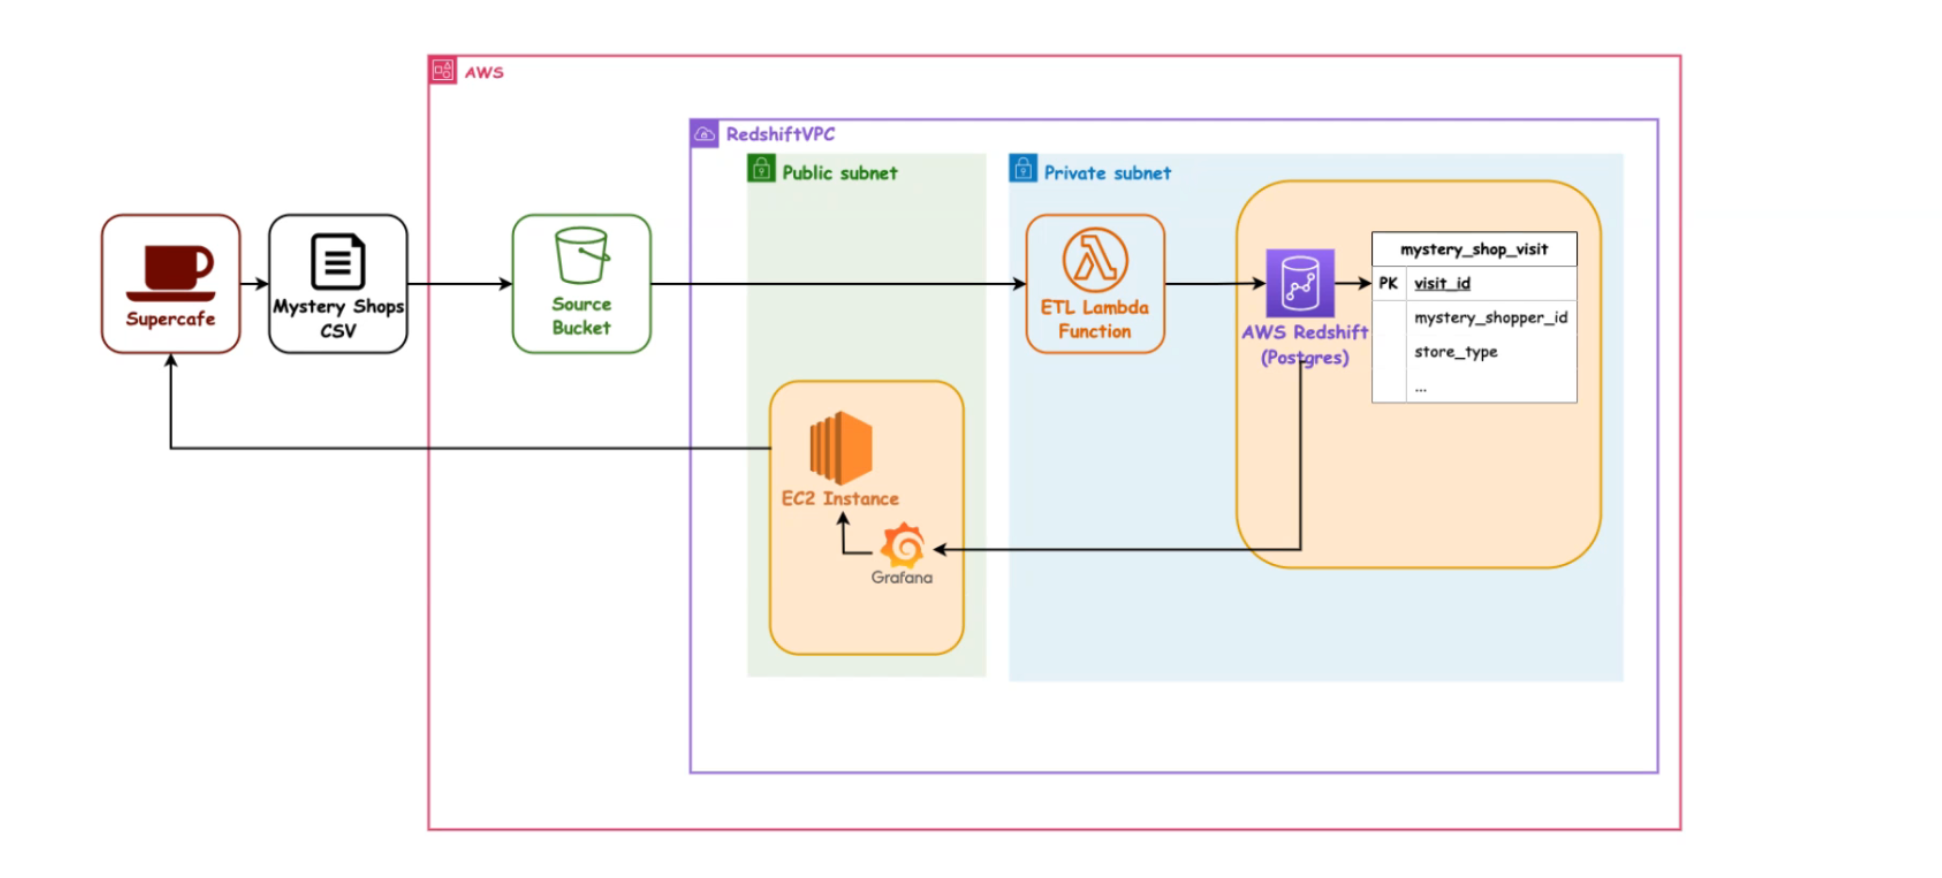 AWS
RedshiftVPC
Public subnet
Private subnet
Supercafe
Mystery Shops
CSV
Source
Bucket
ETL Lambda
Function
AWS Redshift
(Postgres)
mystery_shop_visit
PK visit_id
mystery_shopper_id
store_type
...
EC2 Instance
Grafana